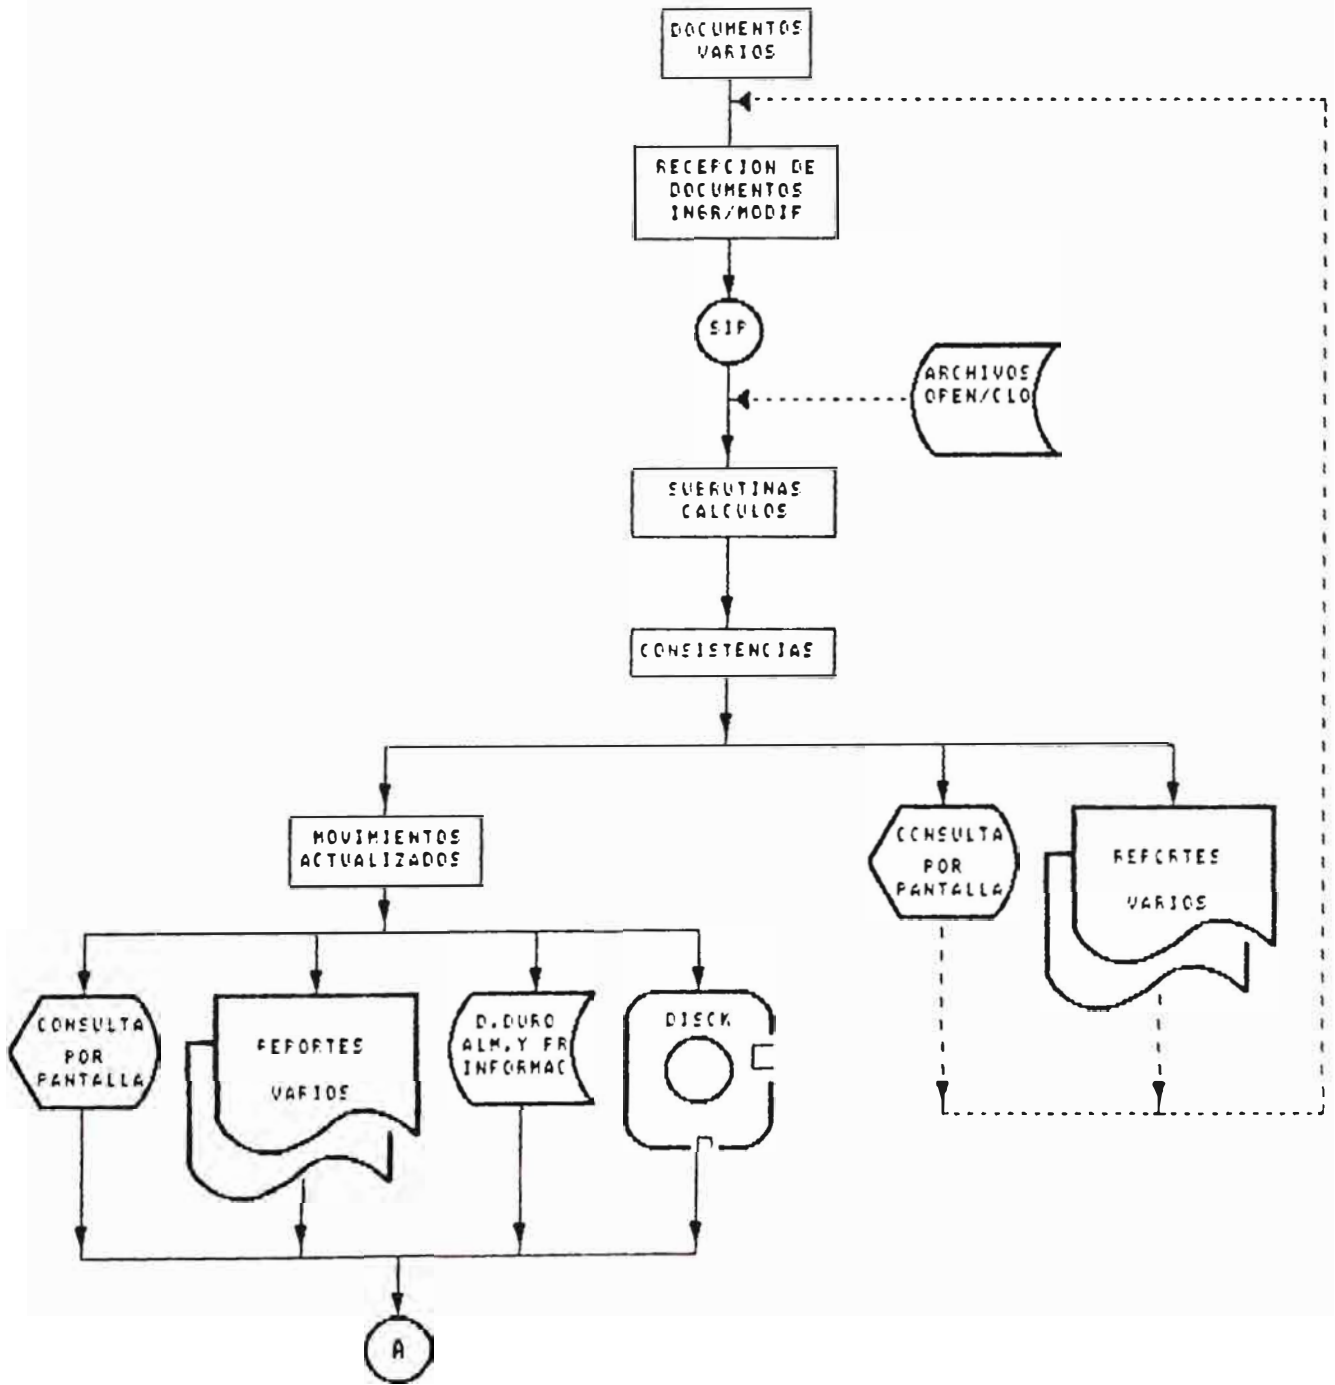 DOCUMENTOS
VARIOS
RECEPCION DE
DOCUMENTOS
INGR/MODIF
SIP
ARCHIVOS
OPEN/CLO
SUBRUTINAS
CALCULOS
CONSISTENCIAS
MOVIMIENTOS
ACTUALIZADOS
CONSULTA
POR
PANTALLA
REPORTES
VARIOS
CONSULTA
POR
PANTALLA
REPORTES
VARIOS
D.DURO
ALM.Y PR
INFORMAC
DISCK
A